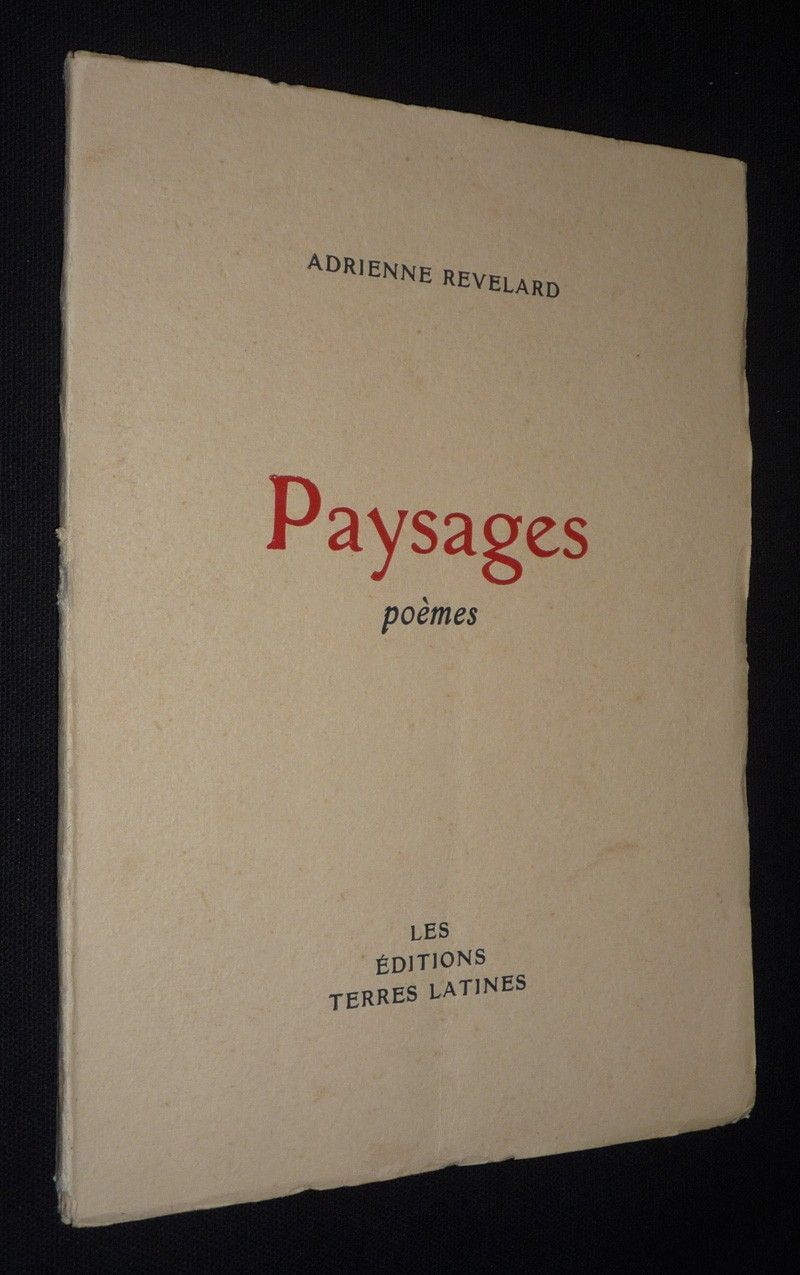 ADRIENNE REVELARD
Paysages
poèmes
LES
ÉDITIONS
TERRES LATINES